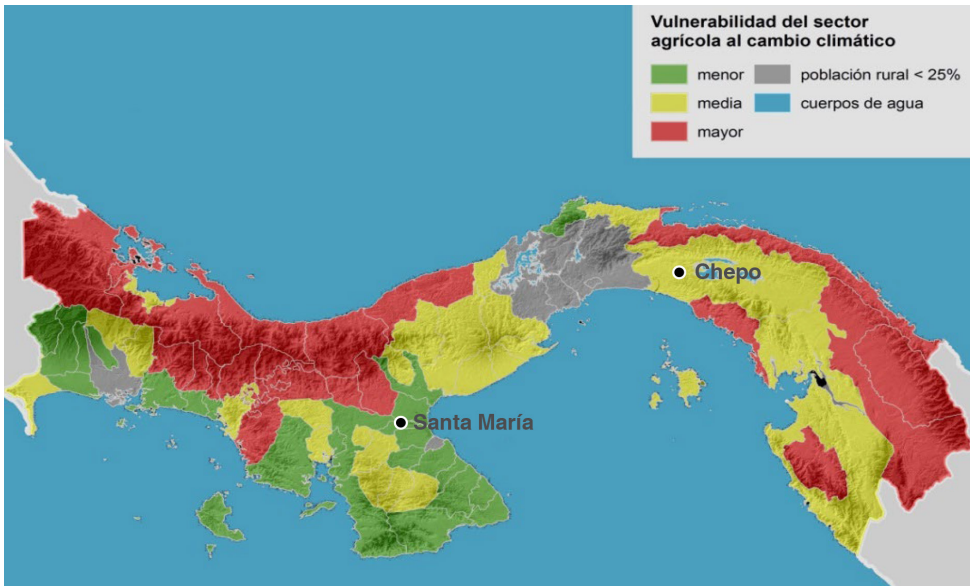 Vulnerabilidad del sector
agrícola al cambio climático
menor
población rural < 25%
media
cuerpos de agua
mayor
Chepo
Santa María